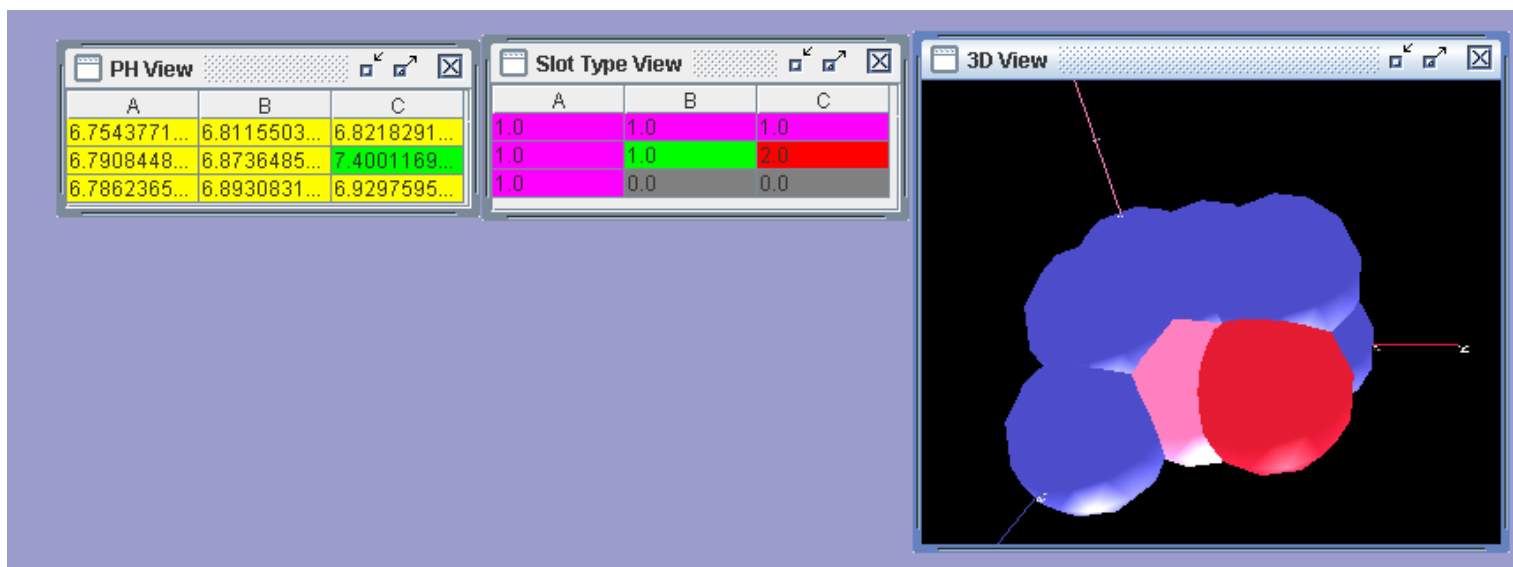 PH View
A B C
6.7543771... 6.8115503... 6.8218291...
6.7908448... 6.8736485... 7.4001169...
6.7862365... 6.8930831... 6.9297595...
Slot Type View
A B C
1.0 1.0 1.0
1.0 1.0 2.0
1.0 0.0 0.0
3D View